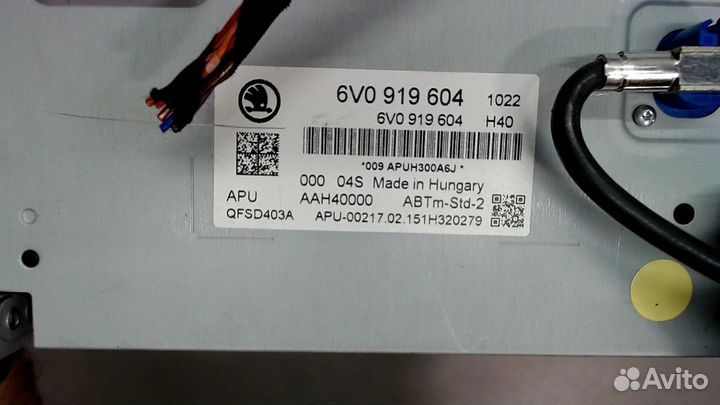 6V0 919 604 1022
6V0 919 604 H40
*009 APUH300A6J *
000 04S Made in Hungary
APU AAH40000 ABTm-Std-2
QFSD403A APU-00217.02.151H320279
Avito